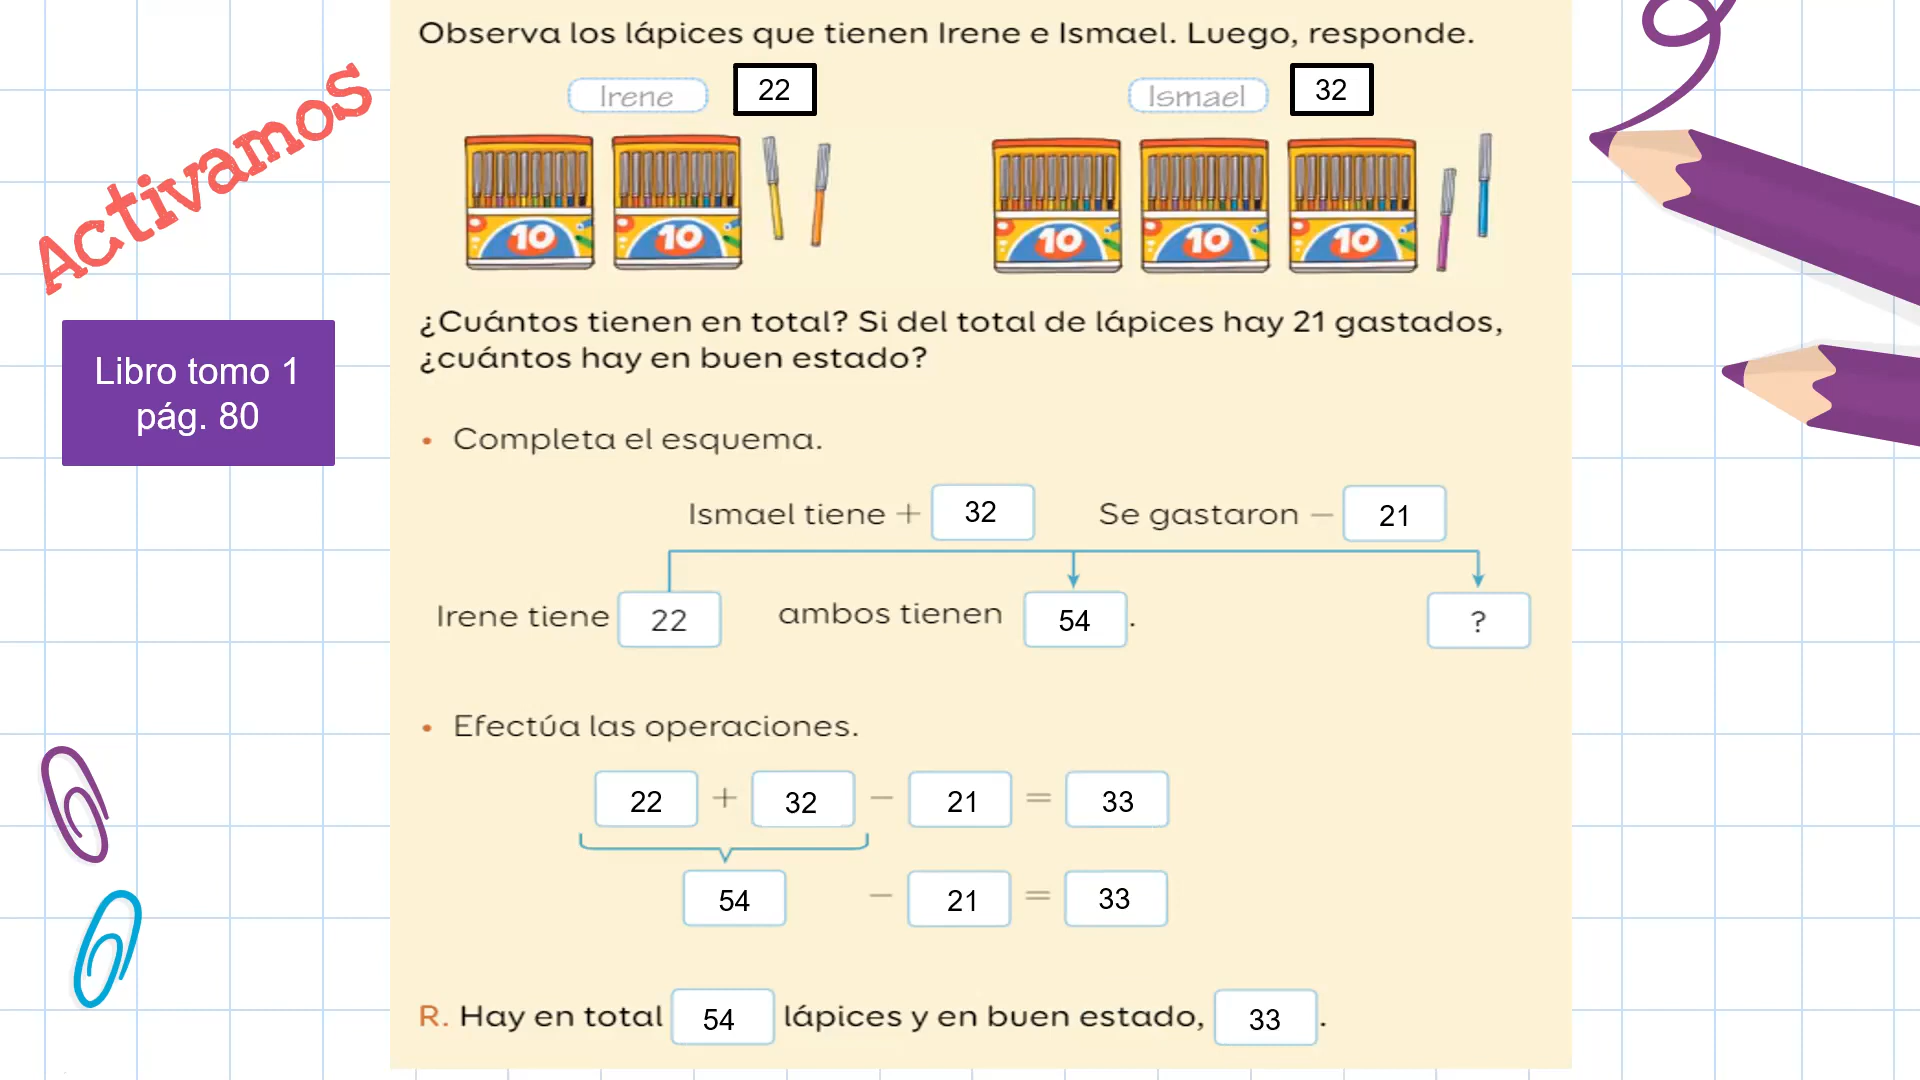 Activamos
Libro tomo 1
pág. 80
Observa los lápices que tienen Irene e Ismael. Luego, responde.
Irene 22 Ismael 32
10 10 10 10 10
¿Cuántos tienen en total? Si del total de lápices hay 21 gastados,
¿cuántos hay en buen estado?
• Completa el esquema.
Ismael tiene + 32 Se gastaron − 21
Irene tiene 22 ambos tienen 54 . ?
• Efectúa las operaciones.
22 + 32 − 21 = 33
54 − 21 = 33
R. Hay en total 54 lápices y en buen estado, 33 .